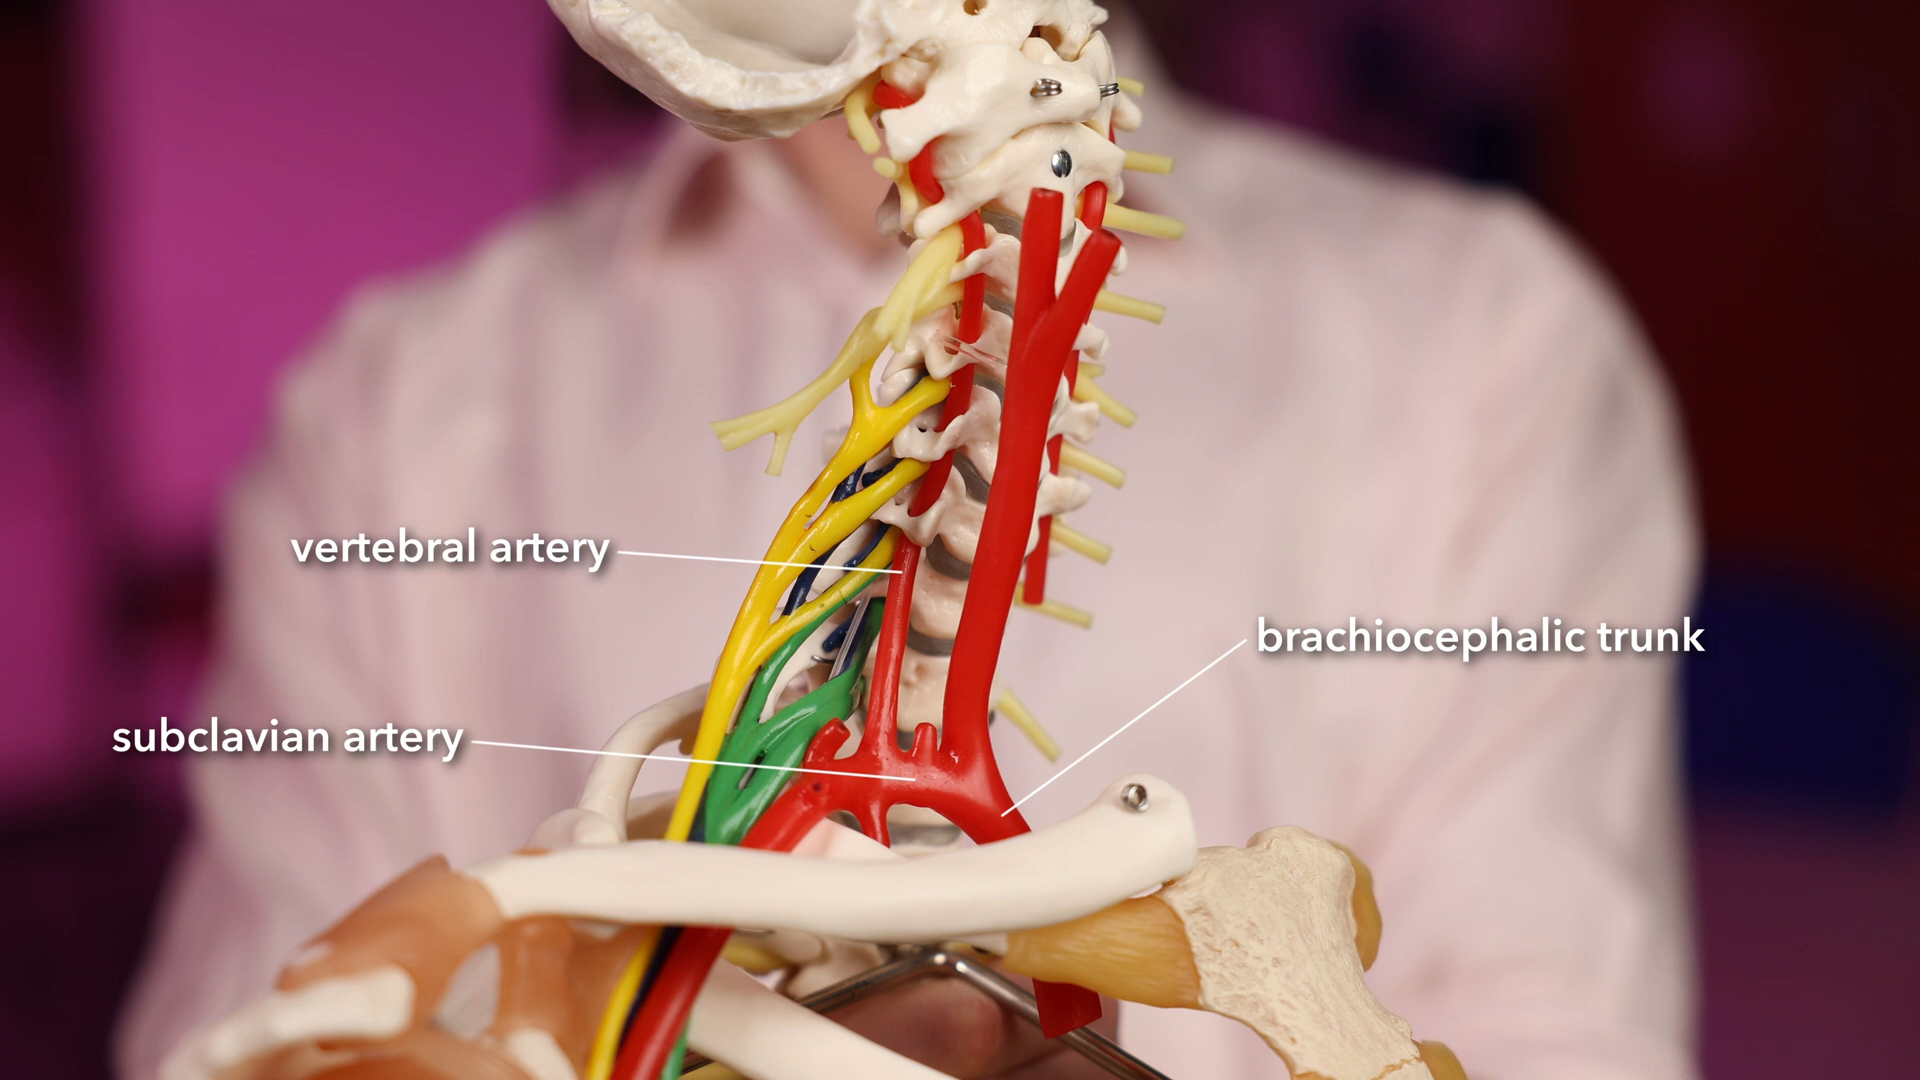 vertebral artery
brachiocephalic trunk
subclavian artery